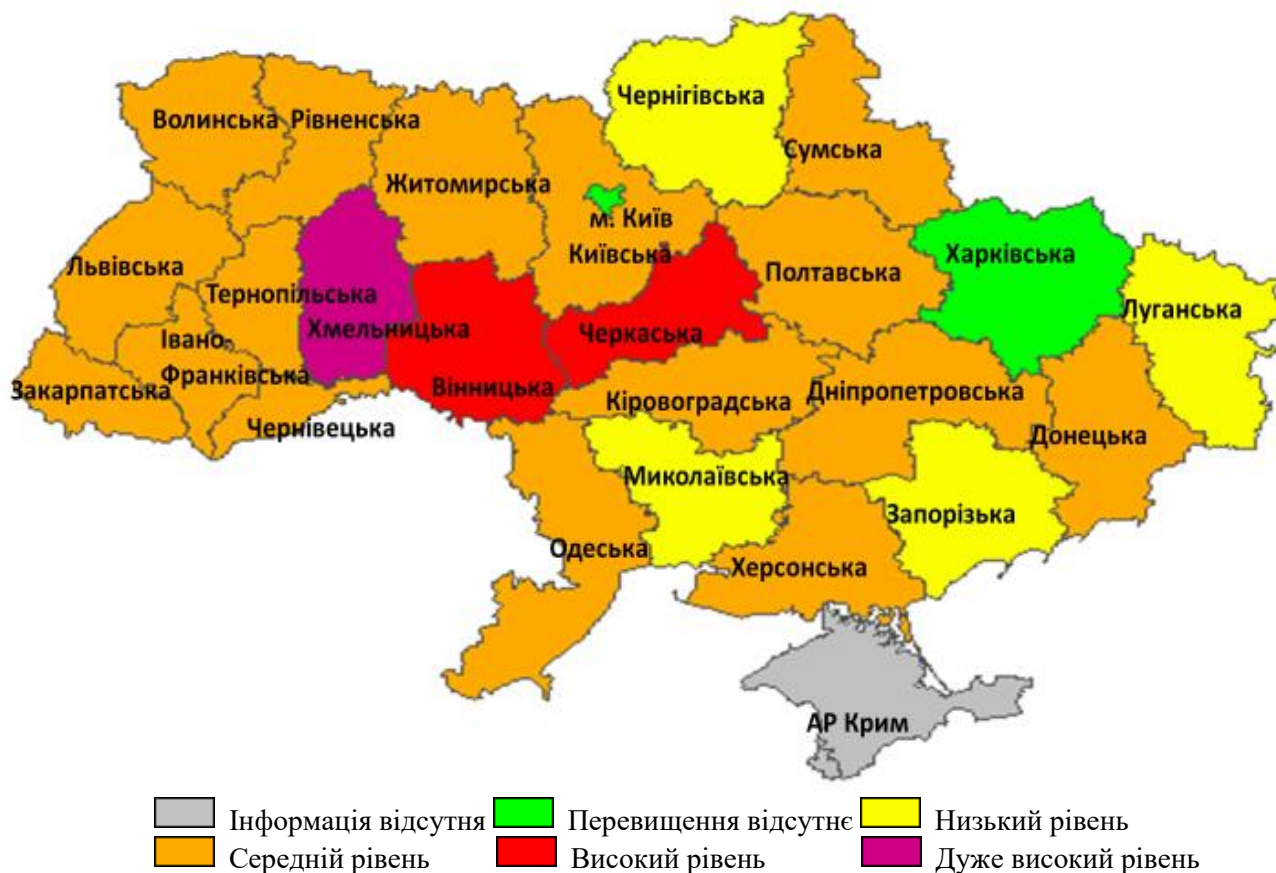 Чернігівська
Волинська
Рівненська
Сумська
Житомирська
м. Київ
Київська
Харківська
Львівська
Полтавська
Тернопільська
Луганська
Хмельницька
Черкаська
Івано-
Франківська
Закарпатська
Вінницька
Дніпропетровська
Кіровоградська
Чернівецька
Донецька
Миколаївська
Запорізька
Одеська
Херсонська
АР Крим
Інформація відсутня
Перевищення відсутнє
Низький рівень
Середній рівень
Високий рівень
Дуже високий рівень